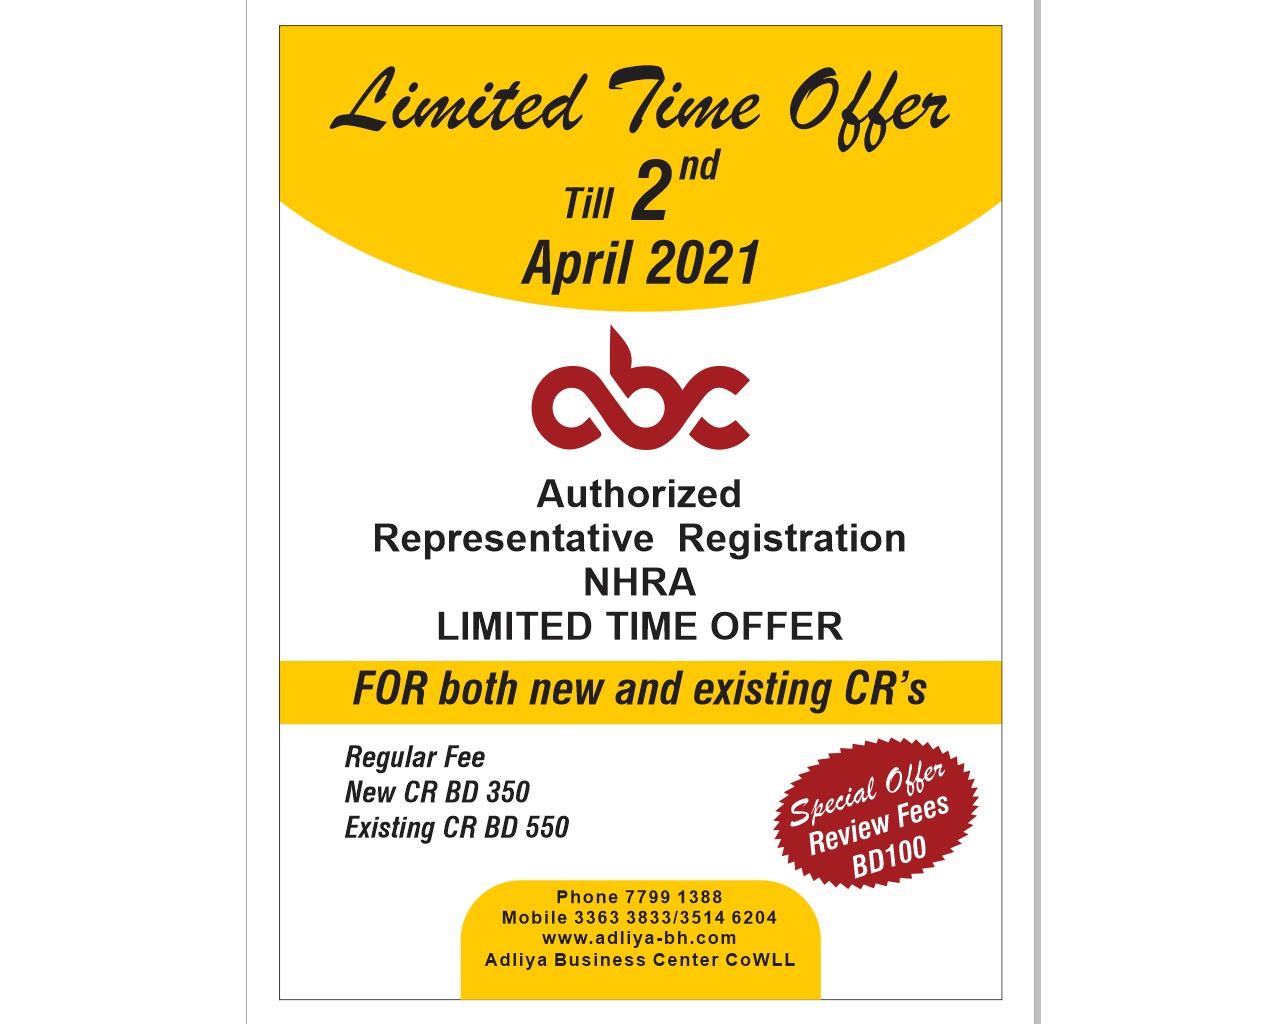 Limited Time Offer
Till 2nd
April 2021
abc
Authorized
Representative Registration
NHRA
LIMITED TIME OFFER
FOR both new and existing CR’s
Regular Fee
New CR BD 350
Existing CR BD 550
Special Offer
Review Fees
BD100
Phone 7799 1388
Mobile 3363 3833/3514 6204
www.adliya-bh.com
Adliya Business Center CoWLL